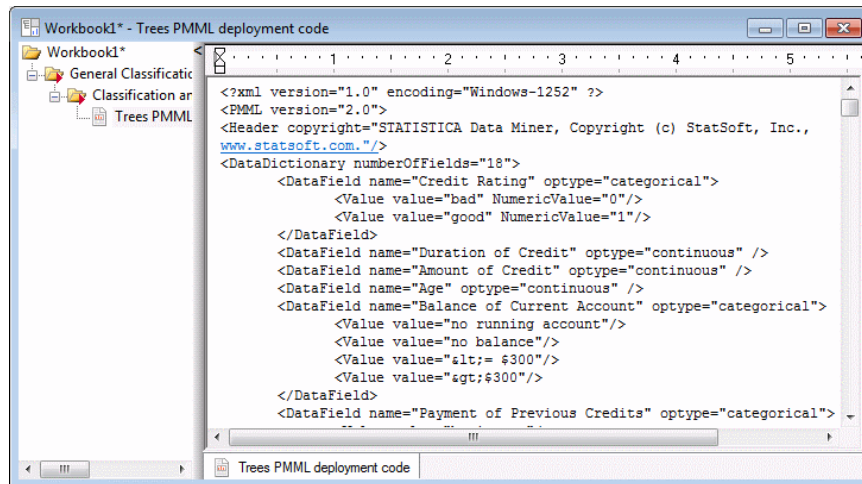 Workbook1* - Trees PMML deployment code
Workbook1*
General Classificatio
Classification an
Trees PMML
1 2 3 4 5
<?xml version="1.0" encoding="Windows-1252" ?>
<PMML version="2.0">
<Header copyright="STATISTICA Data Miner, Copyright (c) StatSoft, Inc.,
www.statsoft.com."/>
<DataDictionary numberOfFields="18">
<DataField name="Credit Rating" optype="categorical">
<Value value="bad" NumericValue="0"/>
<Value value="good" NumericValue="1"/>
</DataField>
<DataField name="Duration of Credit" optype="continuous" />
<DataField name="Amount of Credit" optype="continuous" />
<DataField name="Age" optype="continuous" />
<DataField name="Balance of Current Account" optype="categorical">
<Value value="no running account"/>
<Value value="no balance"/>
<Value value="&lt;= $300"/>
<Value value="&gt;$300"/>
</DataField>
<DataField name="Payment of Previous Credits" optype="categorical">
Trees PMML deployment code